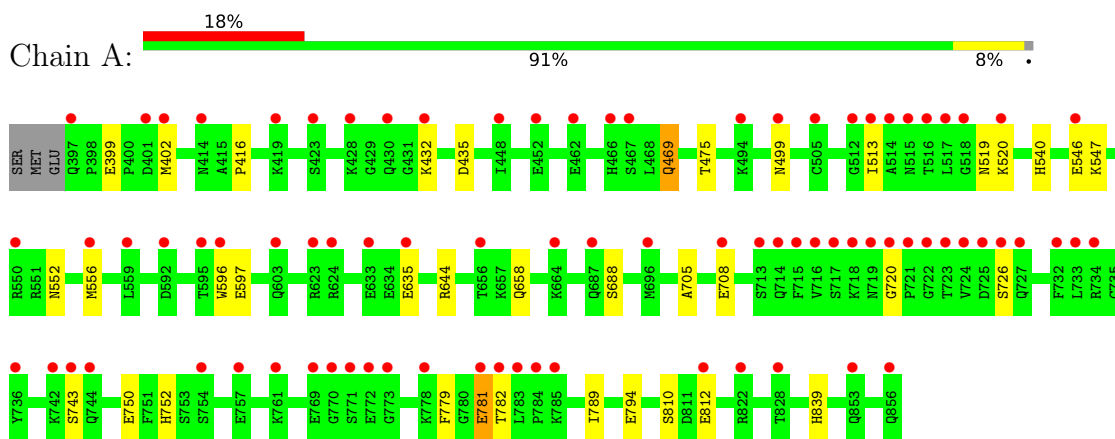 18%
Chain A:
91% 8% •
SER MET GLU Q397 P398 E399 P400 D401 M402 N414 A415 P416 K419 S423 K428 G429 Q430 G431 K432 D435 I448 E452 E462 H466 S467 L468 Q469 T475 K494 N499 C505 G512 I513 A514 N515 T516 L517 G518 N519 K520 H540 E546 K547
R550 R551 N552 M556 L559 D592 T595 W596 E597 Q603 R623 R624 E633 E634 E635 R644 T656 K657 Q658 K664 Q687 S688 M696 A705 E708 S713 Q714 F715 V716 S717 K718 N719 G720 P721 G722 T723 V724 D725 S726 Q727 F732 L733 R734
Y736 K742 S743 Q744 E750 F751 H752 S753 S754 E757 K761 E769 G770 S771 E772 G773 K778 F779 G780 E781 T782 L783 P784 K785 I789 E794 S810 D811 E812 R822 T828 H839 Q853 Q856